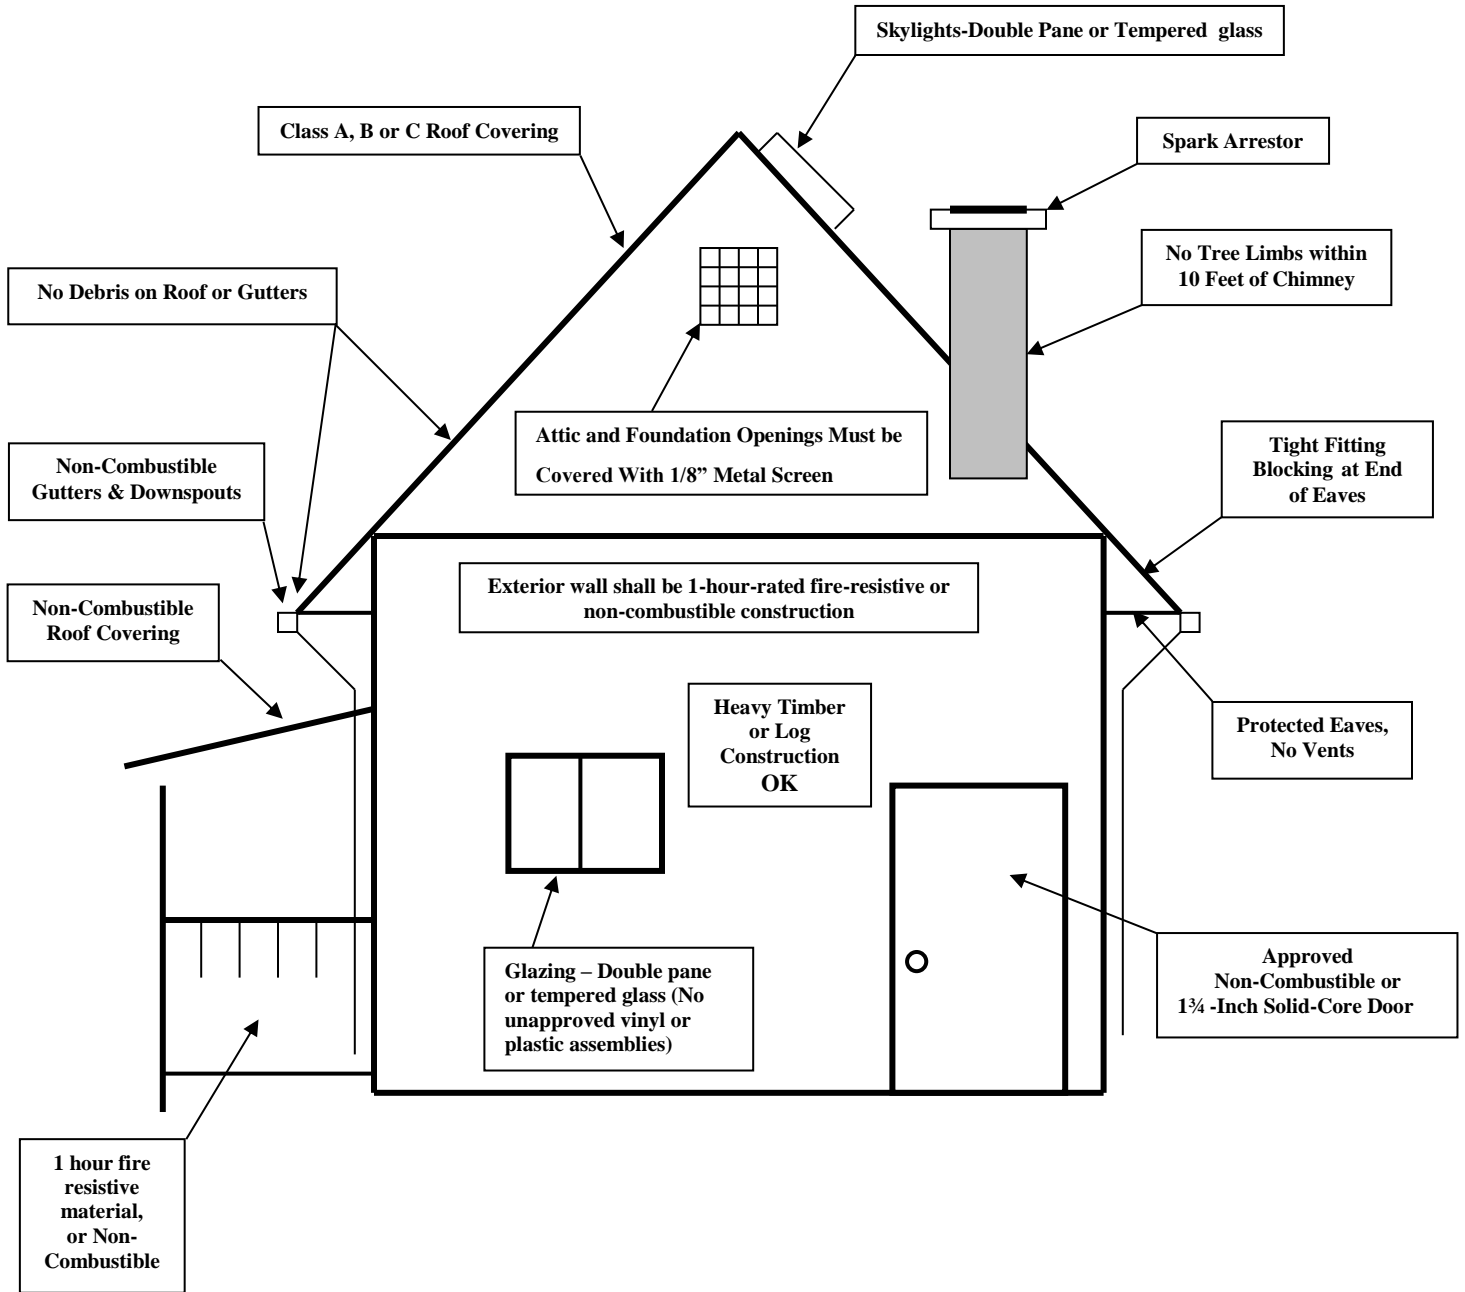 Skylights-Double Pane or Tempered glass
Class A, B or C Roof Covering
Spark Arrestor
No Tree Limbs within
10 Feet of Chimney
No Debris on Roof or Gutters
Attic and Foundation Openings Must be
Covered With 1/8” Metal Screen
Tight Fitting
Blocking at End
of Eaves
Non-Combustible
Gutters & Downspouts
Exterior wall shall be 1-hour-rated fire-resistive or
non-combustible construction
Non-Combustible
Roof Covering
Heavy Timber
or Log
Construction
OK
Protected Eaves,
No Vents
Glazing – Double pane
or tempered glass (No
unapproved vinyl or
plastic assemblies)
Approved
Non-Combustible or
1¾ -Inch Solid-Core Door
1 hour fire
resistive
material,
or Non-
Combustible